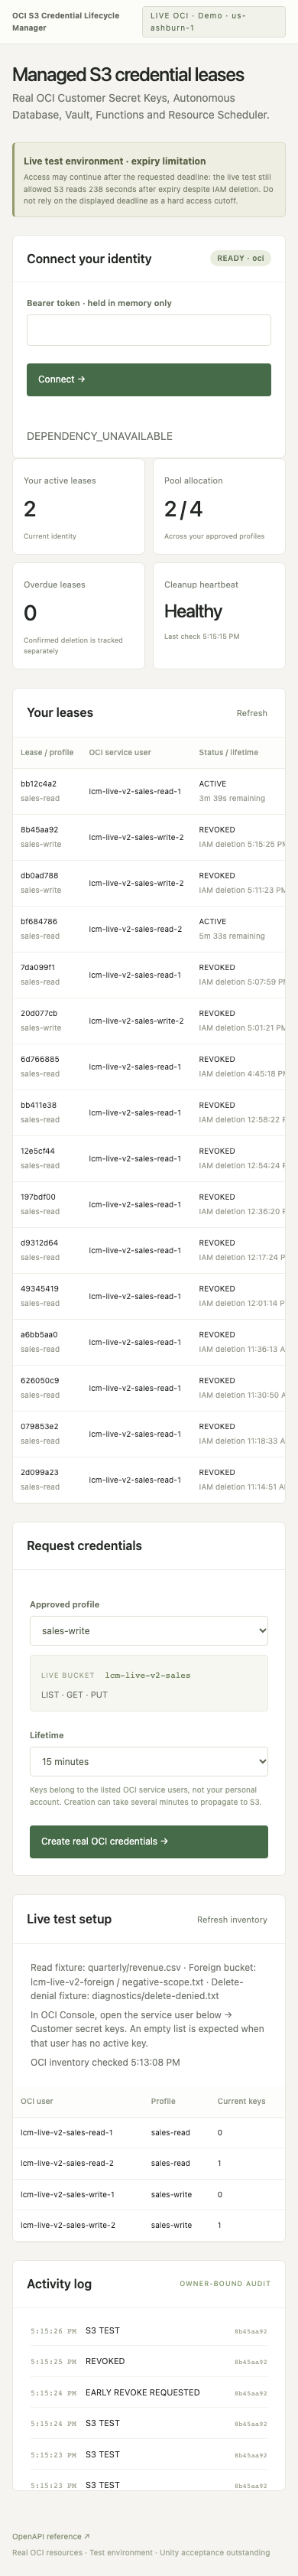 OCI S3 Credential Lifecycle
Manager
LIVE OCI · Demo · us-
ashburn-1
Managed S3 credential leases
Real OCI Customer Secret Keys, Autonomous
Database, Vault, Functions and Resource Scheduler.
Live test environment · expiry limitation
Access may continue after the requested deadline: the live test still
allowed S3 reads 238 seconds after expiry despite IAM deletion. Do
not rely on the displayed deadline as a hard access cutoff.
Connect your identity
READY · oci
Bearer token · held in memory only
Connect →
DEPENDENCY_UNAVAILABLE
Your active leases
2
Current identity
Pool allocation
2 / 4
Across your approved profiles
Overdue leases
0
Confirmed deletion is tracked
separately
Cleanup heartbeat
Healthy
Last check 5:15:15 PM
Your leases
Refresh
Lease / profile OCI service user Status / lifetime
bb12c4a2
sales-read
lcm-live-v2-sales-read-1
ACTIVE
3m 39s remaining
8b45aa92
sales-write
lcm-live-v2-sales-write-2
REVOKED
IAM deletion 5:15:25 PM
db0ad788
sales-write
lcm-live-v2-sales-write-2
REVOKED
IAM deletion 5:11:23 PM
bf684786
sales-read
lcm-live-v2-sales-read-2
ACTIVE
5m 33s remaining
7da099f1
sales-read
lcm-live-v2-sales-read-1
REVOKED
IAM deletion 5:07:59 PM
20d077cb
sales-write
lcm-live-v2-sales-write-2
REVOKED
IAM deletion 5:01:21 PM
6d766885
sales-read
lcm-live-v2-sales-read-1
REVOKED
IAM deletion 4:45:18 PM
bb411e38
sales-read
lcm-live-v2-sales-read-1
REVOKED
IAM deletion 12:58:22 P
12e5cf44
sales-read
lcm-live-v2-sales-read-1
REVOKED
IAM deletion 12:54:24 P
197bdf00
sales-read
lcm-live-v2-sales-read-1
REVOKED
IAM deletion 12:36:20 P
d9312d64
sales-read
lcm-live-v2-sales-read-1
REVOKED
IAM deletion 12:17:24 P
49345419
sales-read
lcm-live-v2-sales-read-1
REVOKED
IAM deletion 12:01:14 P
a6bb5aa0
sales-read
lcm-live-v2-sales-read-1
REVOKED
IAM deletion 11:36:13 A
626050c9
sales-read
lcm-live-v2-sales-read-1
REVOKED
IAM deletion 11:30:50 A
079853e2
sales-read
lcm-live-v2-sales-read-1
REVOKED
IAM deletion 11:18:33 A
2d099a23
sales-read
lcm-live-v2-sales-read-1
REVOKED
IAM deletion 11:14:51 A
Request credentials
Approved profile
sales-write
LIVE BUCKET lcm-live-v2-sales
LIST · GET · PUT
Lifetime
15 minutes
Keys belong to the listed OCI service users, not your personal
account. Creation can take several minutes to propagate to S3.
Create real OCI credentials →
Live test setup
Refresh inventory
Read fixture: quarterly/revenue.csv · Foreign bucket:
lcm-live-v2-foreign / negative-scope.txt · Delete-
denial fixture: diagnostics/delete-denied.txt
In OCI Console, open the service user below →
Customer secret keys. An empty list is expected when
that user has no active key.
OCI inventory checked 5:13:08 PM
OCI user Profile Current keys
lcm-live-v2-sales-read-1 sales-read 0
lcm-live-v2-sales-read-2 sales-read 1
lcm-live-v2-sales-write-1 sales-write 0
lcm-live-v2-sales-write-2 sales-write 1
Activity log
OWNER-BOUND AUDIT
5:15:26 PM S3 TEST 8b45aa92
5:15:25 PM REVOKED 8b45aa92
5:15:24 PM EARLY REVOKE REQUESTED 8b45aa92
5:15:24 PM S3 TEST 8b45aa92
5:15:23 PM S3 TEST 8b45aa92
5:15:23 PM S3 TEST 8b45aa92
OpenAPI reference ↗
Real OCI resources · Test environment · Unity acceptance outstanding